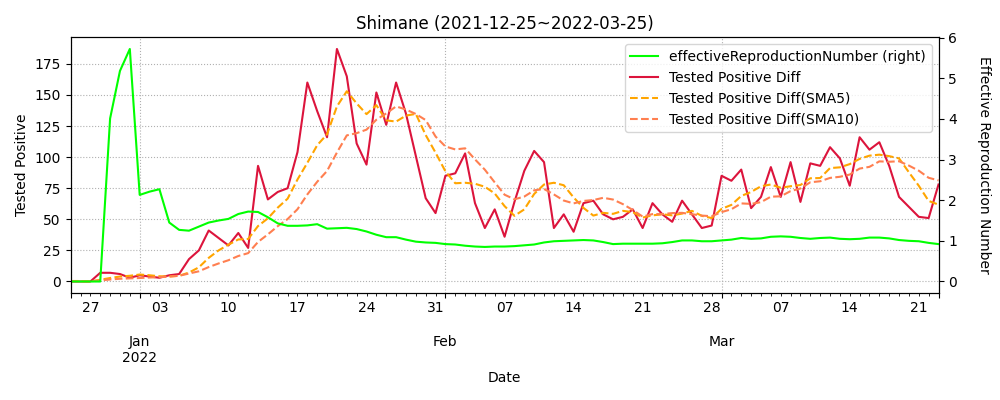 Shimane (2021-12-25~2022-03-25)
effectiveReproductionNumber (right)
Tested Positive Diff
Tested Positive Diff(SMA5)
Tested Positive Diff(SMA10)
Tested Positive
175
150
125
100
75
50
25
0
Effective Reproduction Number
6
5
4
3
2
1
0
27 03 10 17 24 31 07 14 21 28 07 14 21
Jan Feb Mar
2022
Date